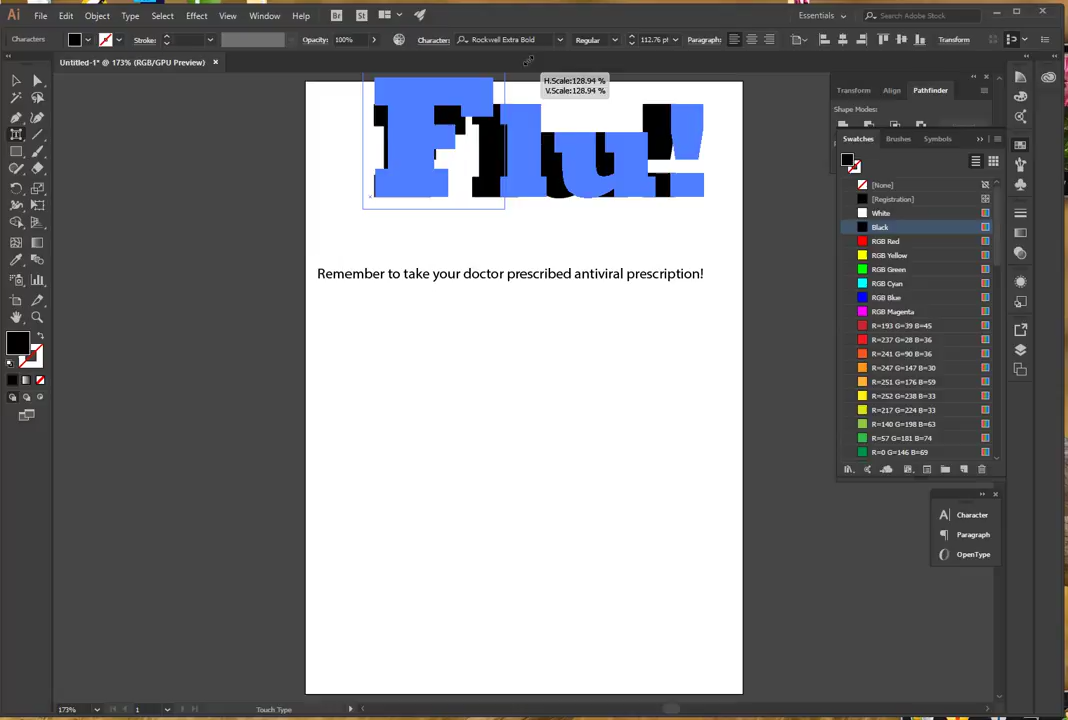 Ai File Edit Object Type Select Effect View Window Help Br St Essentials Search Adobe Stock
Characters Stroke: Opacity: 100% Character: Rockwell Extra Bold Regular 112.76 pt Paragraph: Transform
Untitled-1* @ 173% (RGB/GPU Preview)
H.Scale:128.94 %
V.Scale:128.94 %
Flu!
Remember to take your doctor prescribed antiviral prescription!
Transform Align Pathfinder
Shape Modes:
Swatches Brushes Symbols
[None]
[Registration]
White
Black
RGB Red
RGB Yellow
RGB Green
RGB Cyan
RGB Blue
RGB Magenta
R=193 G=39 B=45
R=237 G=28 B=36
R=241 G=90 B=36
R=247 G=147 B=30
R=251 G=176 B=59
R=252 G=238 B=33
R=217 G=224 B=33
R=140 G=198 B=63
R=57 G=181 B=74
R=0 G=146 B=69
Character
Paragraph
OpenType
173% 1 Touch Type